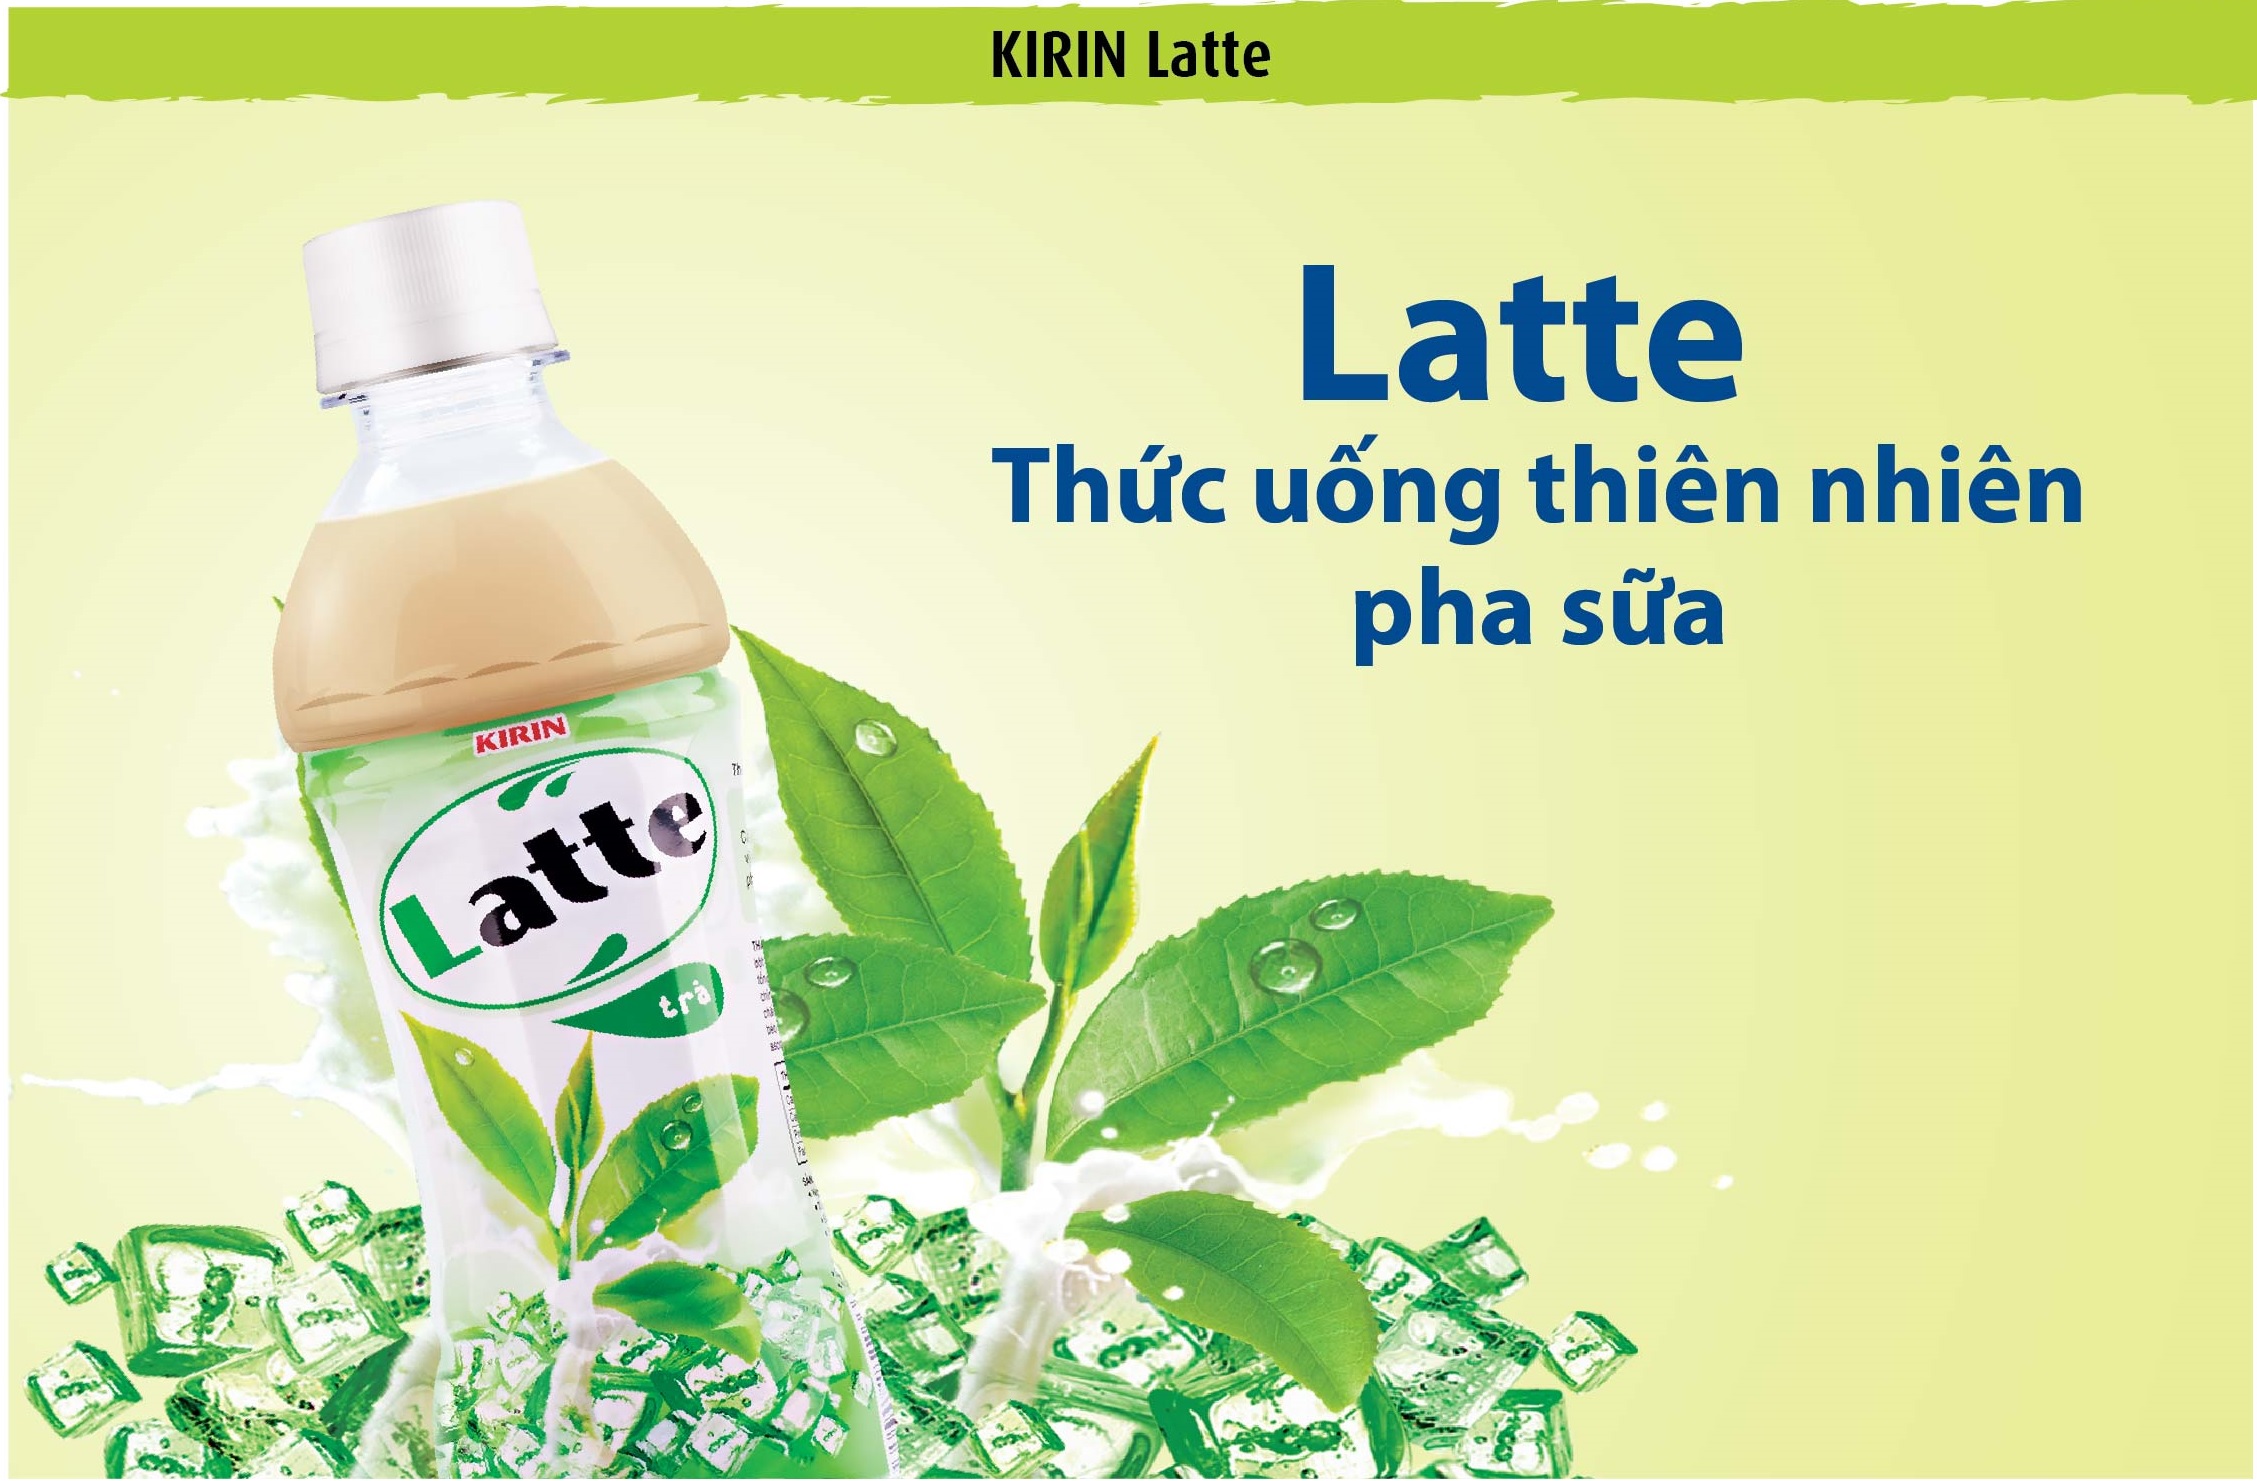 KIRIN Latte
Latte
Thức uống thiên nhiên
pha sữa
KIRIN
Latte
trà